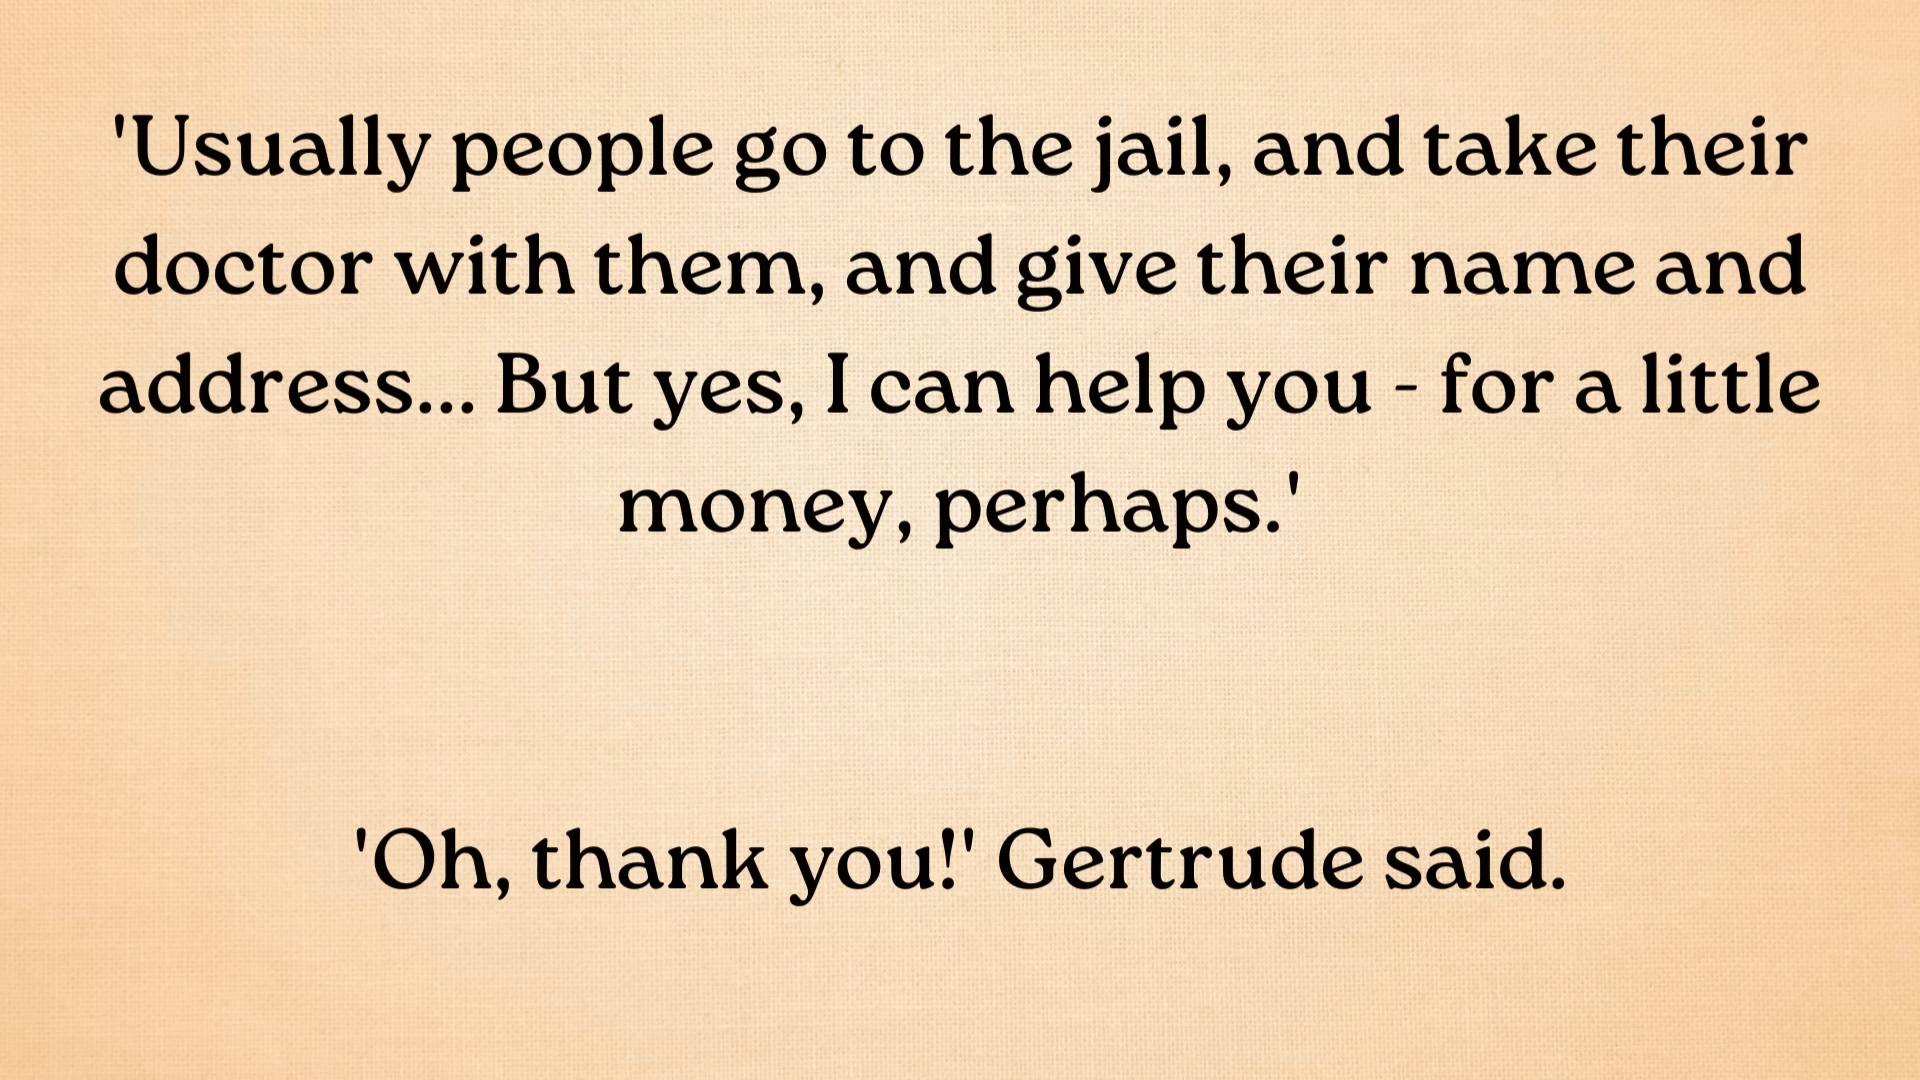 'Usually people go to the jail, and take their
doctor with them, and give their name and
address... But yes, I can help you - for a little
money, perhaps.'
'Oh, thank you!' Gertrude said.